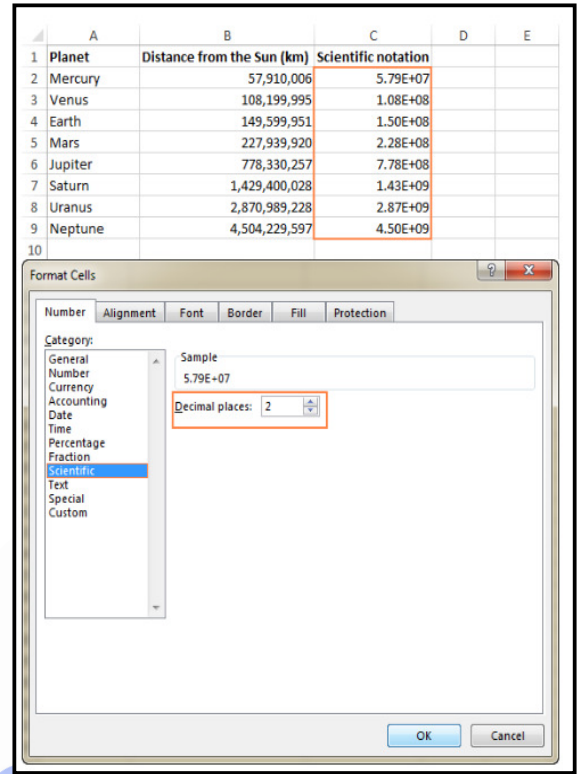 A B C D E
1 Planet Distance from the Sun (km) Scientific notation
2 Mercury 57,910,006 5.79E+07
3 Venus 108,199,995 1.08E+08
4 Earth 149,599,951 1.50E+08
5 Mars 227,939,920 2.28E+08
6 Jupiter 778,330,257 7.78E+08
7 Saturn 1,429,400,028 1.43E+09
8 Uranus 2,870,989,228 2.87E+09
9 Neptune 4,504,229,597 4.50E+09
10
Format Cells
Number Alignment Font Border Fill Protection
Category:
General
Number
Currency
Accounting
Date
Time
Percentage
Fraction
Scientific
Text
Special
Custom
Sample
5.79E+07
Decimal places: 2
OK Cancel